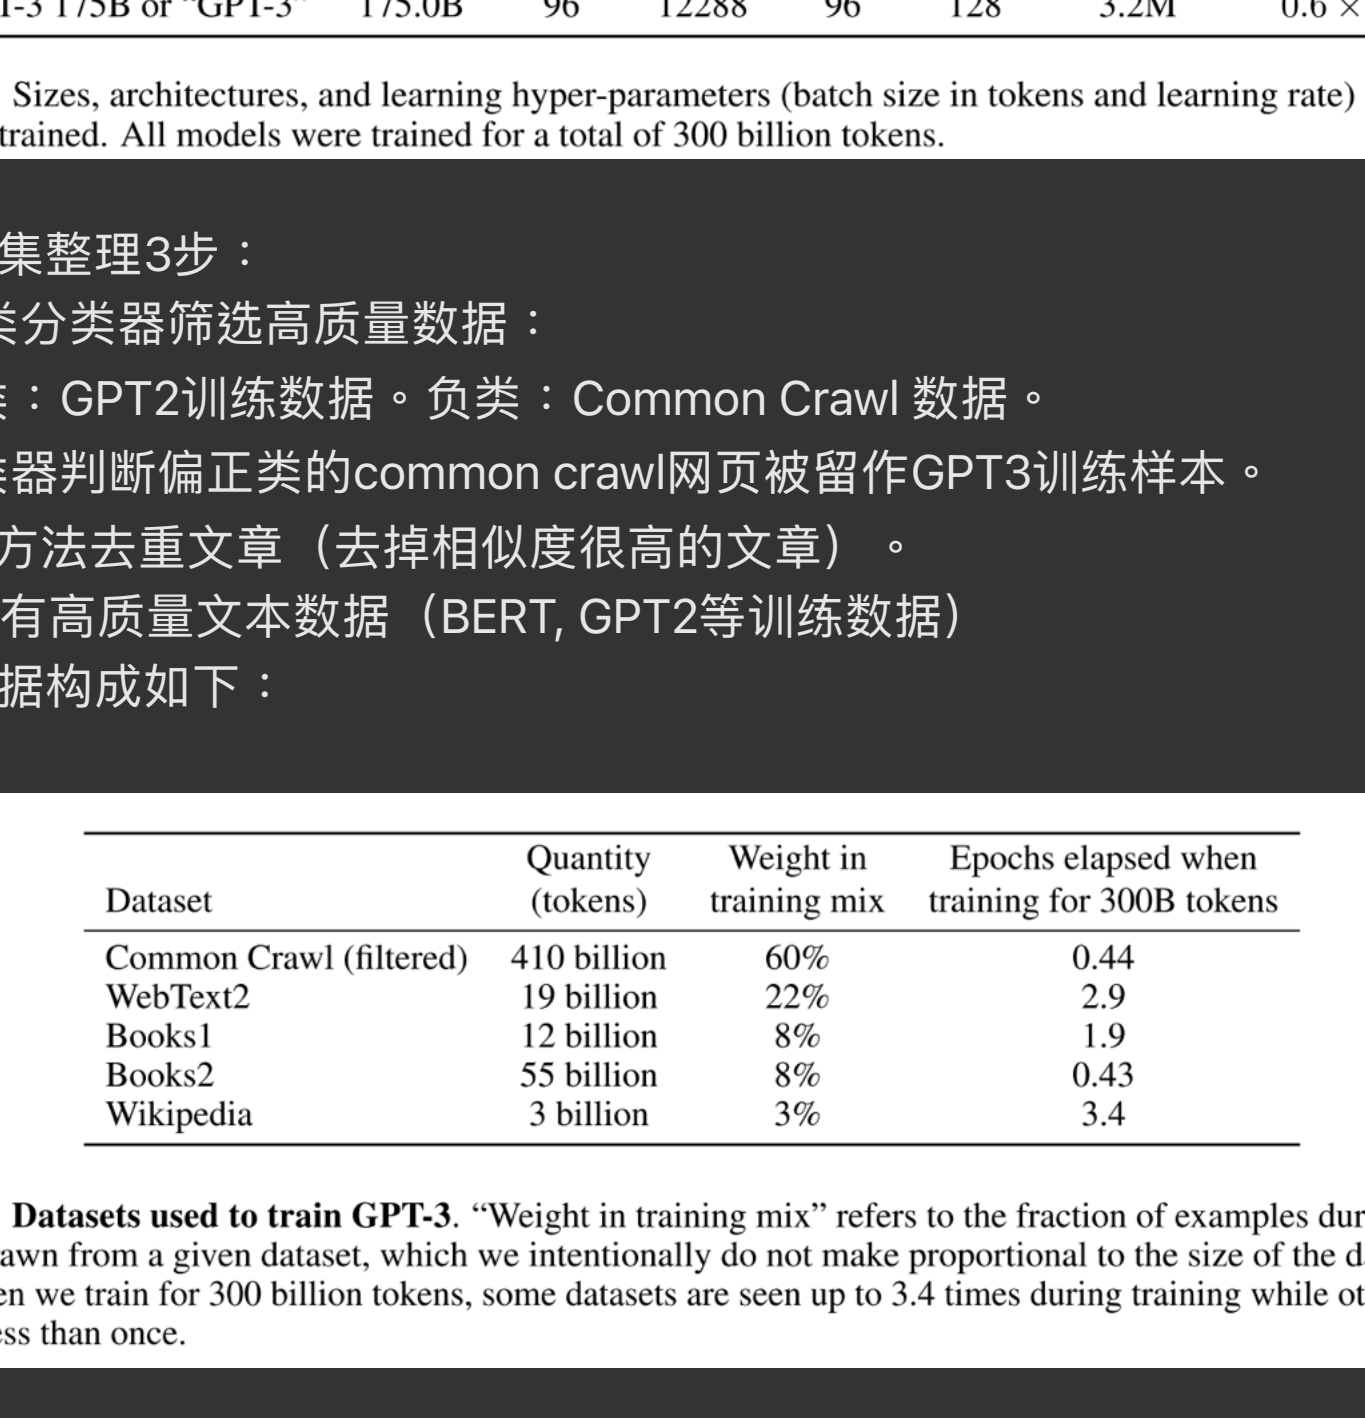 T-3 175B or “GPT-3” 175.0B 96 12288 96 128 3.2M 0.6 ×
Sizes, architectures, and learning hyper-parameters (batch size in tokens and learning rate)
trained. All models were trained for a total of 300 billion tokens.
集整理3步：
类分类器筛选高质量数据：
类：GPT2训练数据。负类：Common Crawl 数据。
类器判断偏正类的common crawl网页被留作GPT3训练样本。
方法去重文章（去掉相似度很高的文章）。
有高质量文本数据（BERT, GPT2等训练数据）
据构成如下：
Quantity Weight in Epochs elapsed when
Dataset (tokens) training mix training for 300B tokens
Common Crawl (filtered) 410 billion 60% 0.44
WebText2 19 billion 22% 2.9
Books1 12 billion 8% 1.9
Books2 55 billion 8% 0.43
Wikipedia 3 billion 3% 3.4
Datasets used to train GPT-3. “Weight in training mix” refers to the fraction of examples dur
awn from a given dataset, which we intentionally do not make proportional to the size of the d
en we train for 300 billion tokens, some datasets are seen up to 3.4 times during training while ot
ess than once.